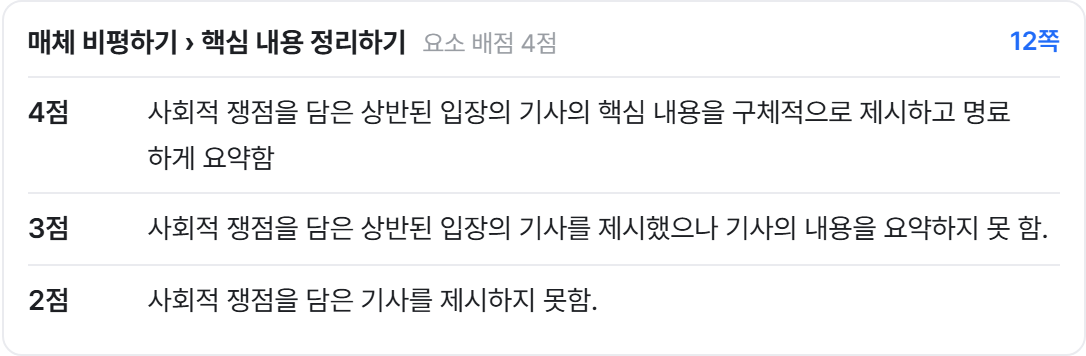 매체 비평하기 › 핵심 내용 정리하기 요소 배점 4점 12쪽
4점 사회적 쟁점을 담은 상반된 입장의 기사의 핵심 내용을 구체적으로 제시하고 명료
하게 요약함
3점 사회적 쟁점을 담은 상반된 입장의 기사를 제시했으나 기사의 내용을 요약하지 못 함.
2점 사회적 쟁점을 담은 기사를 제시하지 못함.